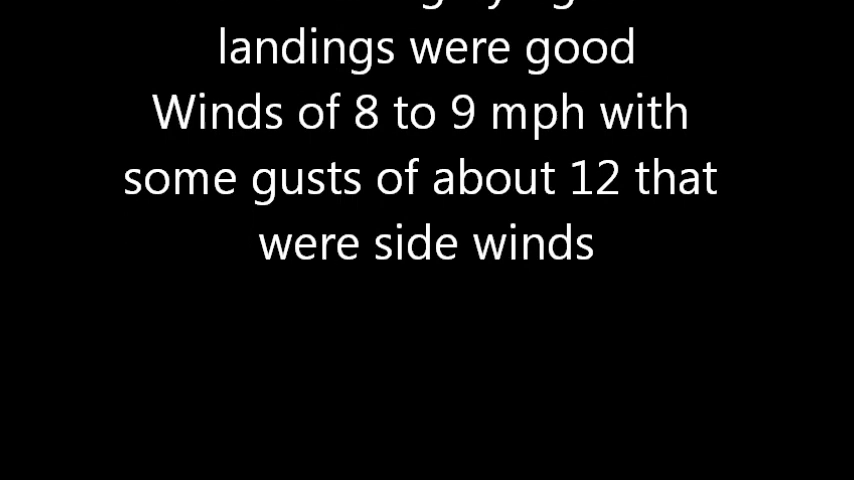 landings were good
Winds of 8 to 9 mph with
some gusts of about 12 that
were side winds